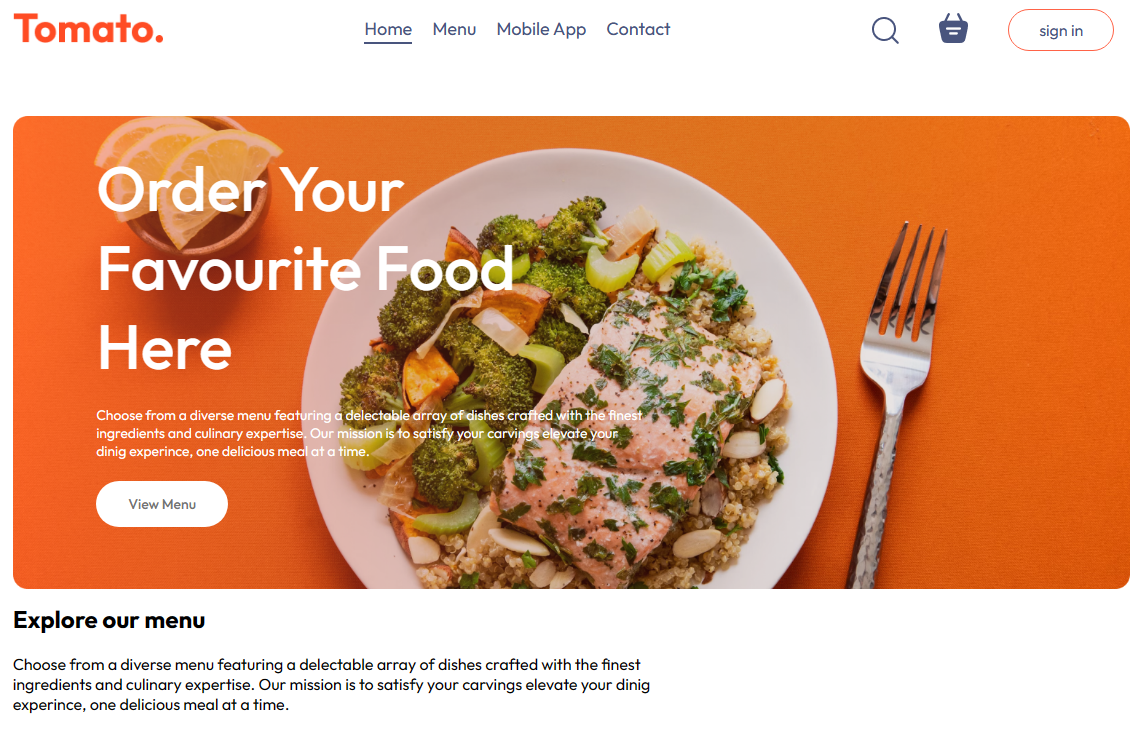 Tomato.
Home Menu Mobile App Contact
sign in
Order Your
Favourite Food
Here
Choose from a diverse menu featuring a delectable array of dishes crafted with the finest
ingredients and culinary expertise. Our mission is to satisfy your carvings elevate your
dinig experince, one delicious meal at a time.
View Menu
Explore our menu
Choose from a diverse menu featuring a delectable array of dishes crafted with the finest
ingredients and culinary expertise. Our mission is to satisfy your carvings elevate your dinig
experince, one delicious meal at a time.